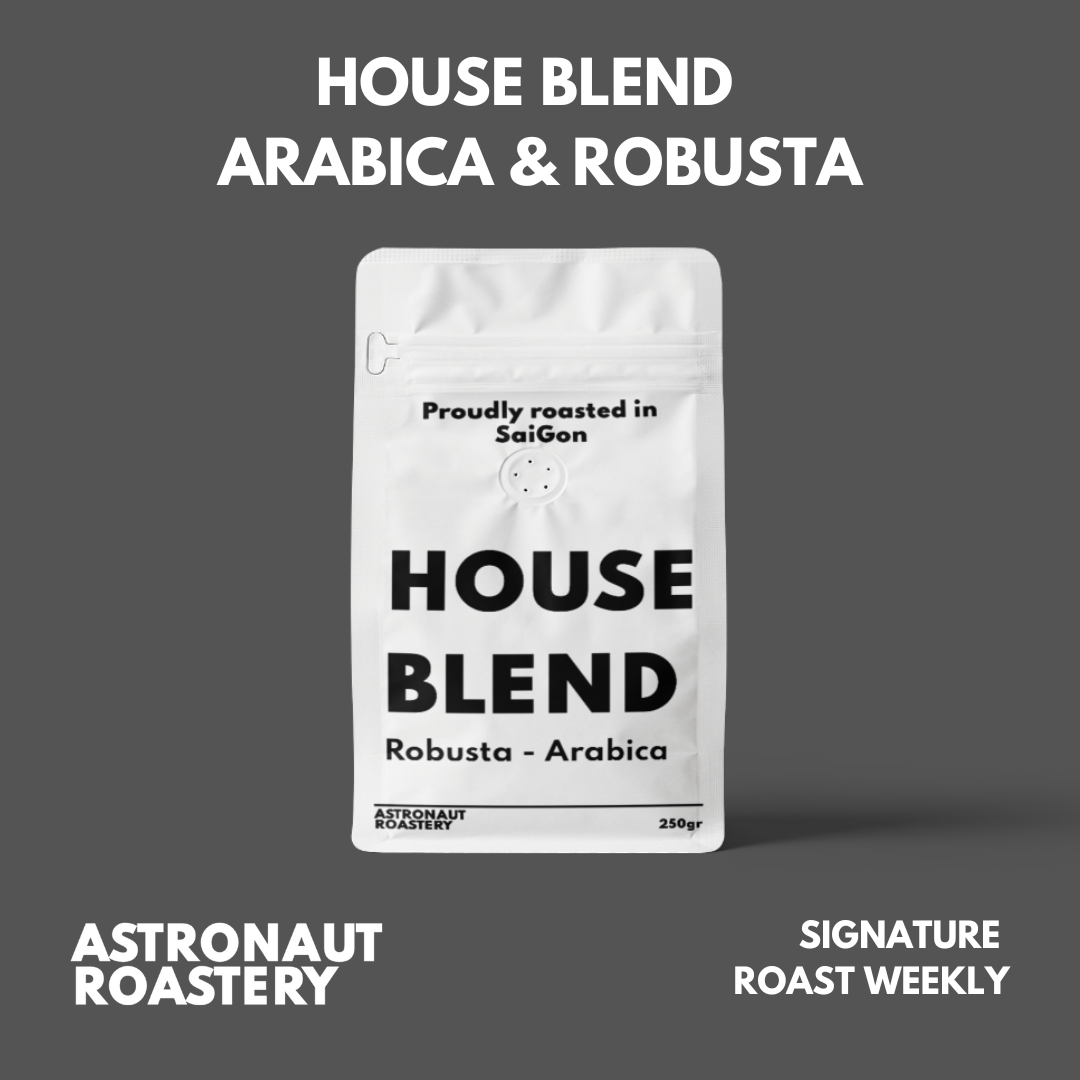 HOUSE BLEND
ARABICA & ROBUSTA
Proudly roasted in
SaiGon
HOUSE
BLEND
Robusta - Arabica
ASTRONAUT
ROASTERY
250gr
ASTRONAUT
ROASTERY
SIGNATURE
ROAST WEEKLY